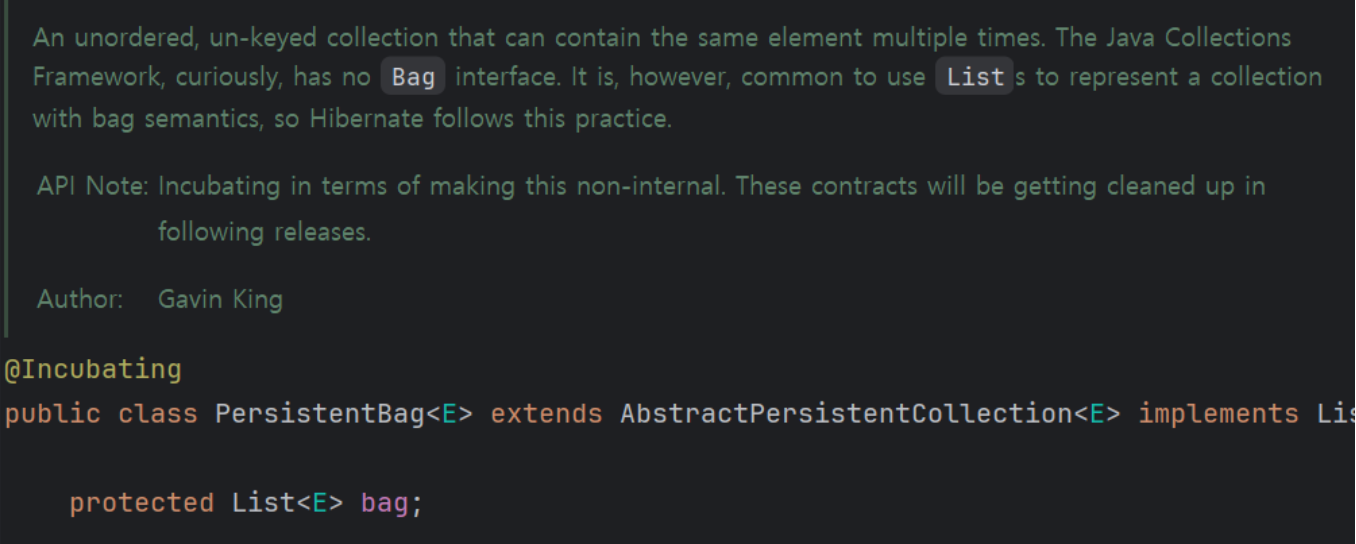 An unordered, un-keyed collection that can contain the same element multiple times. The Java Collections
Framework, curiously, has no Bag interface. It is, however, common to use Lists to represent a collection
with bag semantics, so Hibernate follows this practice.
API Note: Incubating in terms of making this non-internal. These contracts will be getting cleaned up in
following releases.
Author: Gavin King
@Incubating
public class PersistentBag<E> extends AbstractPersistentCollection<E> implements Lis
protected List<E> bag;